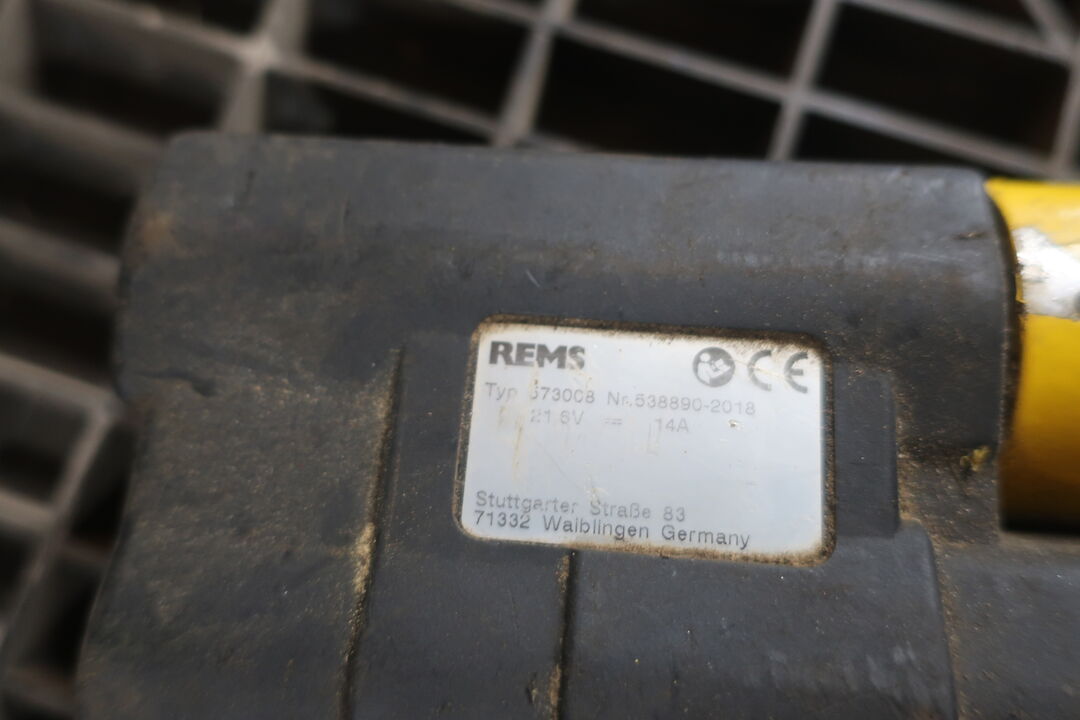 REMS CE
Typ 573008 Nr.538890-2018
21.6V 14A
Stuttgarter Straße 83
71332 Waiblingen Germany